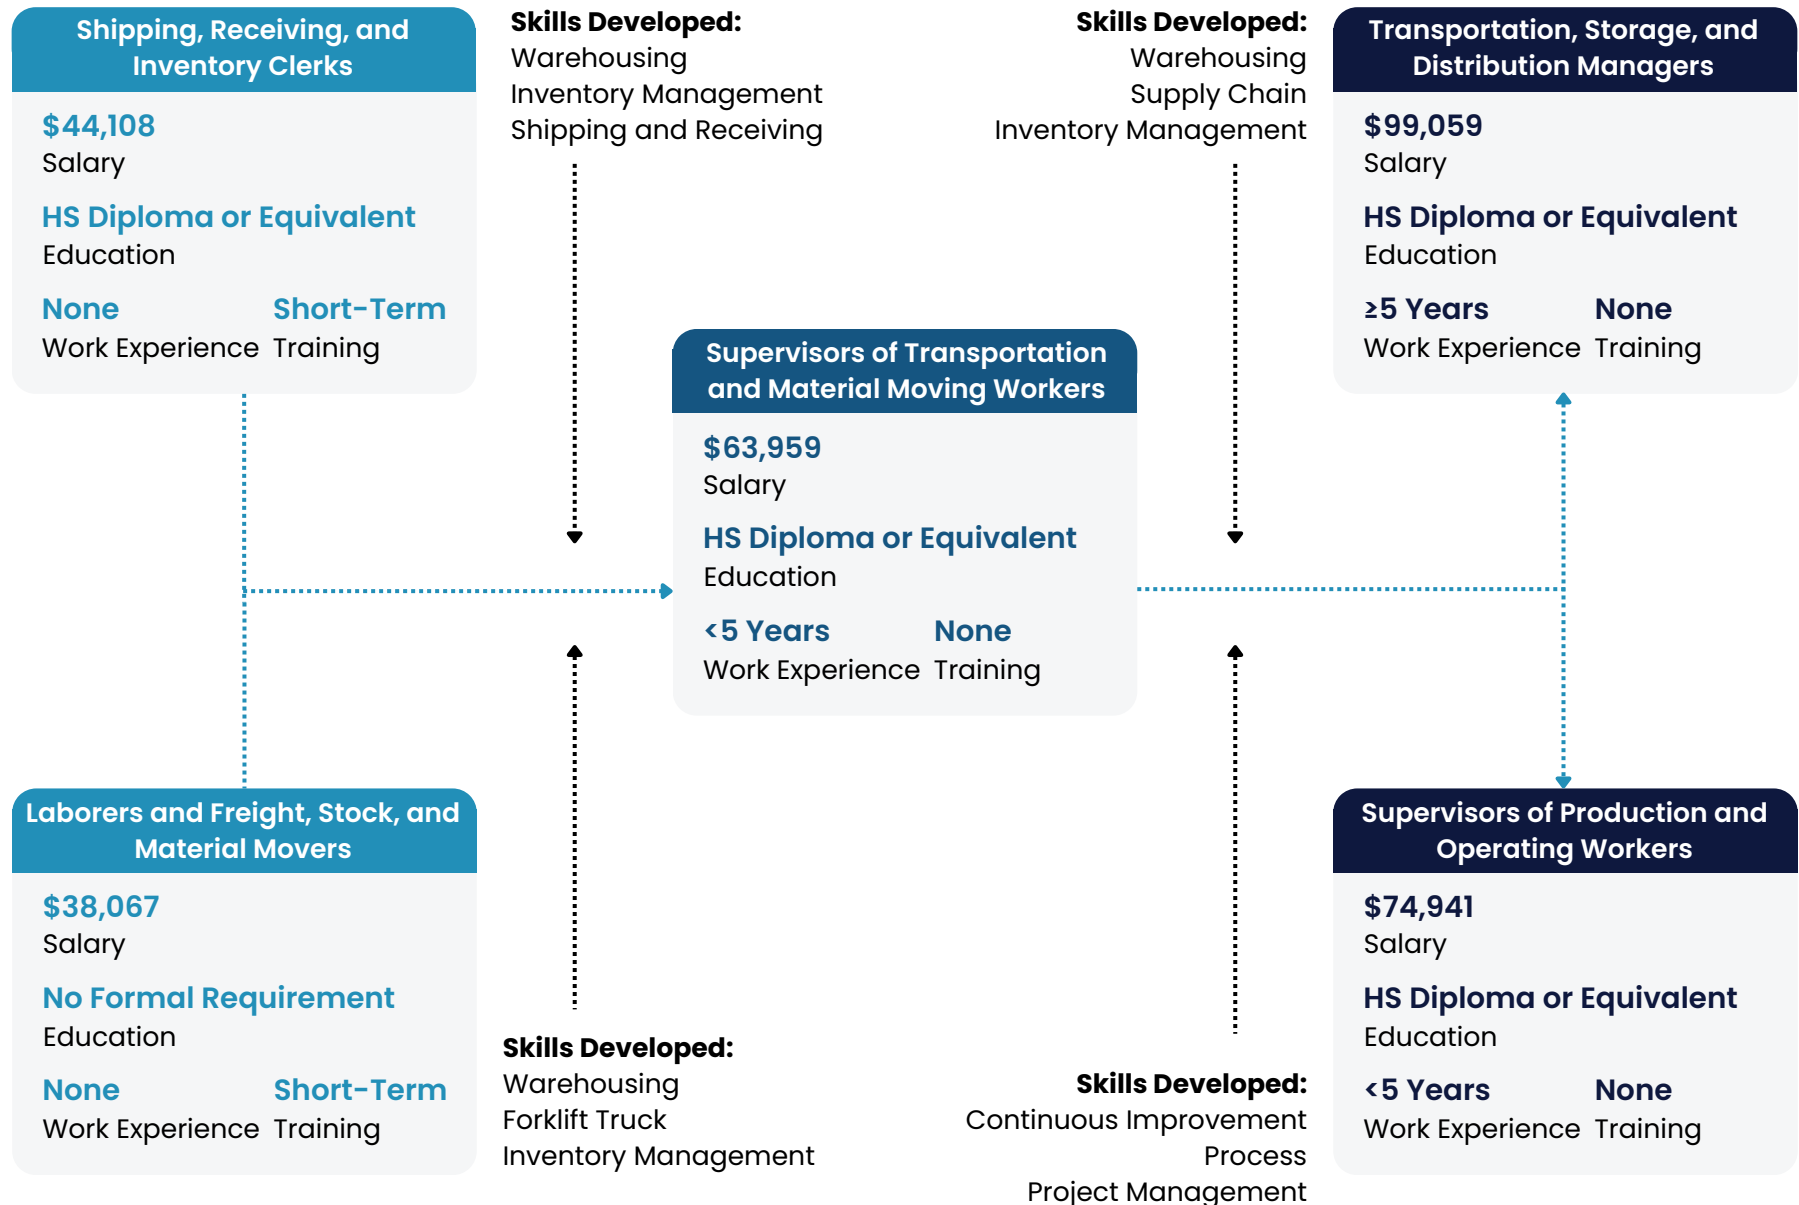 Shipping, Receiving, and
Inventory Clerks
$44,108
Salary
HS Diploma or Equivalent
Education
None
Work Experience
Short-Term
Training
Skills Developed:
Warehousing
Inventory Management
Shipping and Receiving
Skills Developed:
Warehousing
Supply Chain
Inventory Management
Transportation, Storage, and
Distribution Managers
$99,059
Salary
HS Diploma or Equivalent
Education
≥5 Years
Work Experience
None
Training
Supervisors of Transportation
and Material Moving Workers
$63,959
Salary
HS Diploma or Equivalent
Education
<5 Years
Work Experience
None
Training
Laborers and Freight, Stock, and
Material Movers
$38,067
Salary
No Formal Requirement
Education
None
Work Experience
Short-Term
Training
Skills Developed:
Warehousing
Forklift Truck
Inventory Management
Skills Developed:
Continuous Improvement
Process
Project Management
Supervisors of Production and
Operating Workers
$74,941
Salary
HS Diploma or Equivalent
Education
<5 Years
Work Experience
None
Training